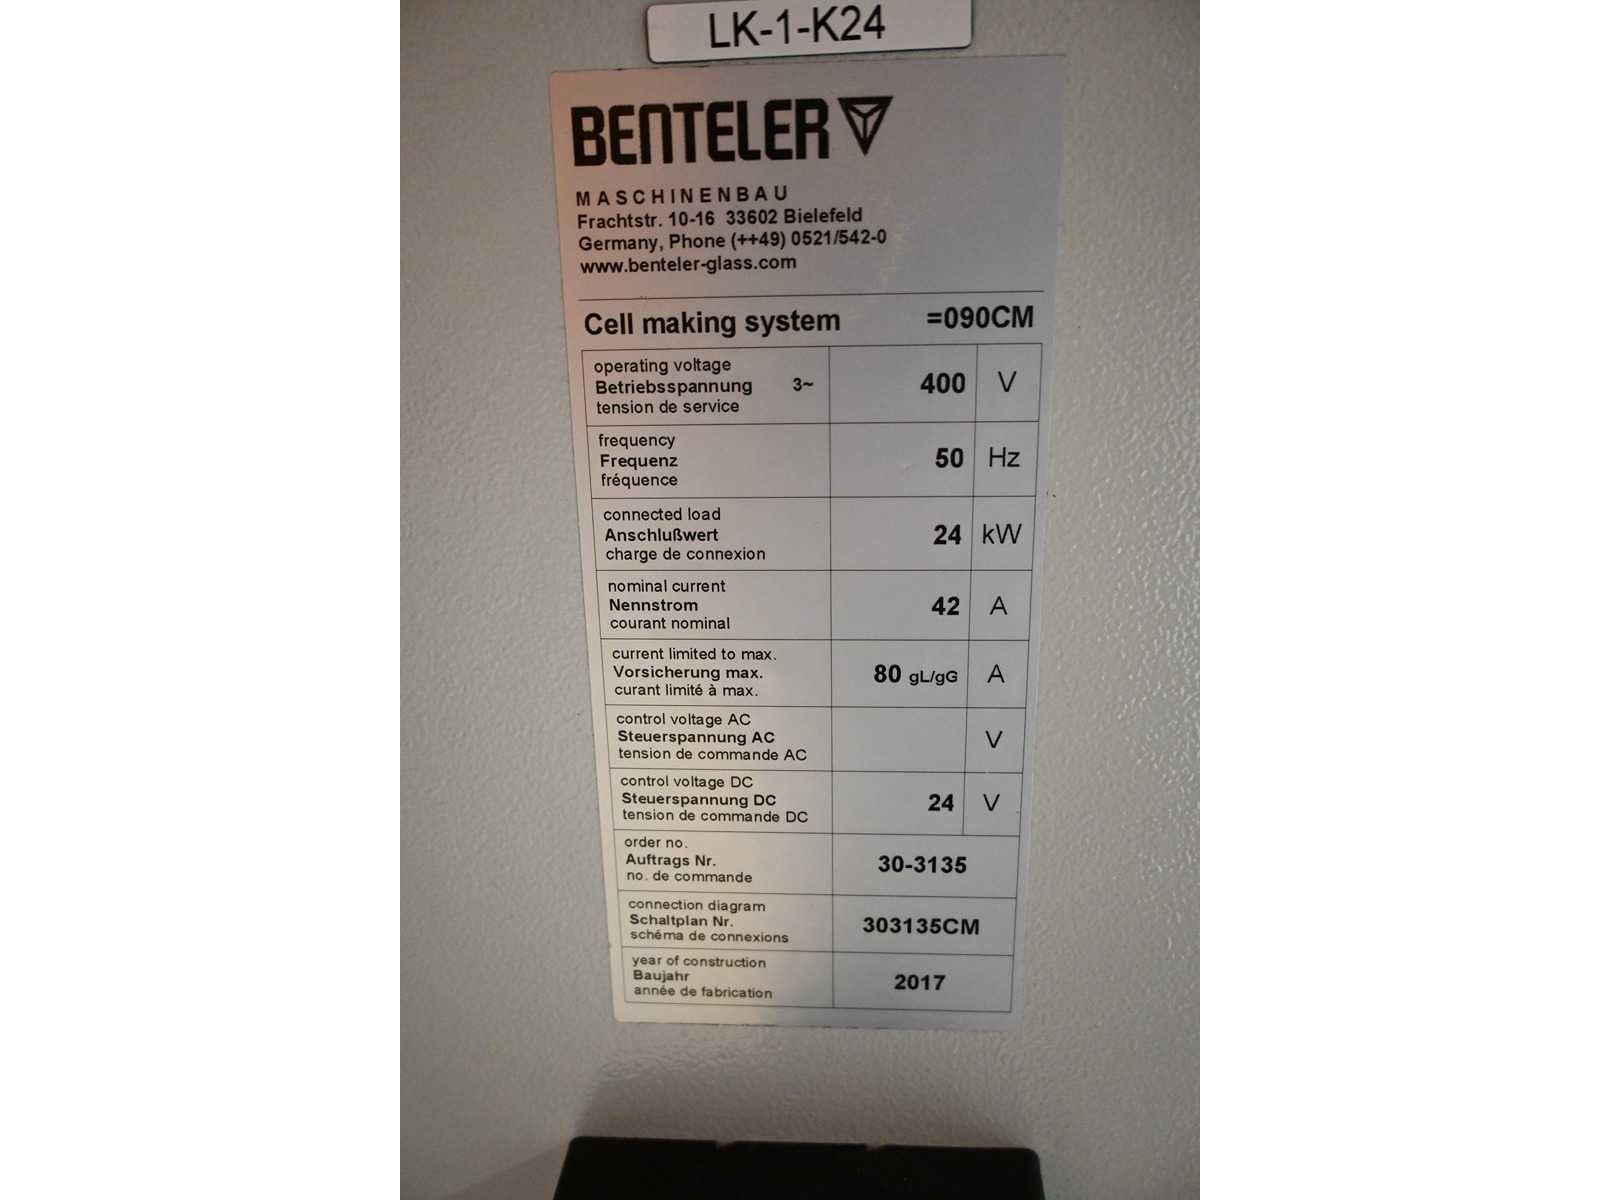 LK-1-K24
BENTELER
MASCHINENBAU
Frachtstr. 10-16 33602 Bielefeld
Germany, Phone (++49) 0521/542-0
www.benteler-glass.com
Cell making system =090CM
operating voltage
Betriebsspannung 3~ 400 V
tension de service
frequency
Frequenz 50 Hz
fréquence
connected load
Anschlußwert 24 kW
charge de connexion
nominal current
Nennstrom 42 A
courant nominal
current limited to max.
Vorsicherung max. 80 gL/gG A
curant limité à max.
control voltage AC
Steuerspannung AC V
tension de commande AC
control voltage DC
Steuerspannung DC 24 V
tension de commande DC
order no.
Auftrags Nr. 30-3135
no. de commande
connection diagram
Schaltplan Nr. 303135CM
schéma de connexions
year of construction
Baujahr 2017
année de fabrication